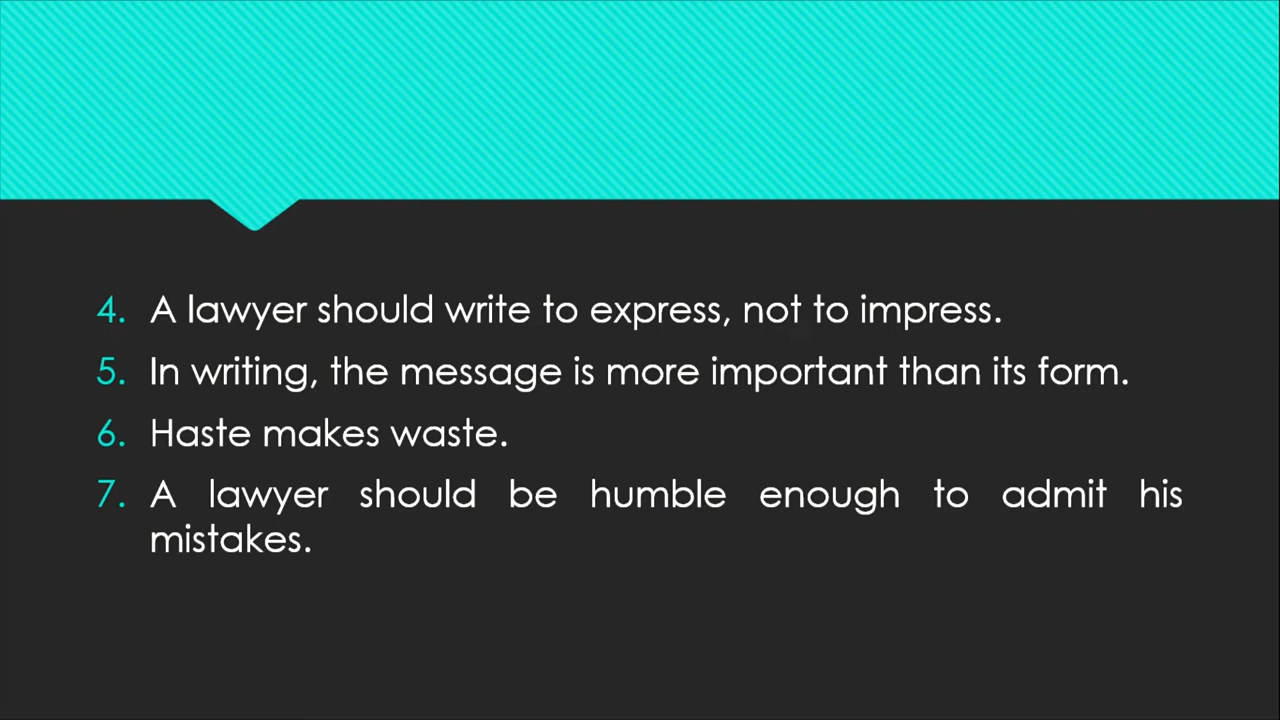 4. A lawyer should write to express, not to impress.
5. In writing, the message is more important than its form.
6. Haste makes waste.
7. A lawyer should be humble enough to admit his
mistakes.